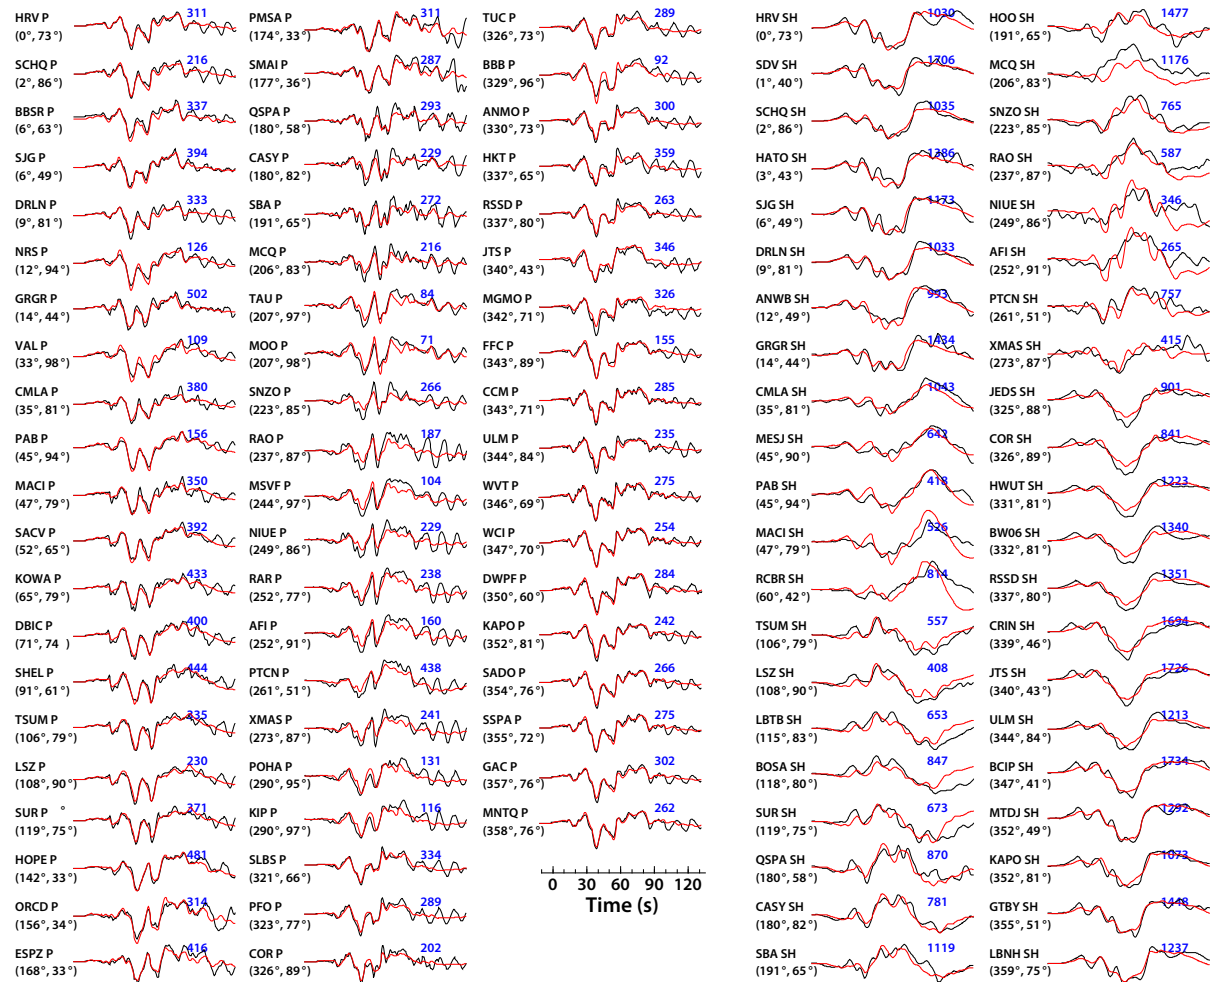 HRV P
311
(0°, 73°)
SCHQ P
216
(2°, 86°)
BBSR P
337
(6°, 63°)
SJG P
394
(6°, 49°)
DRLN P
333
(9°, 81°)
NRS P
126
(12°, 94°)
GRGR P
502
(14°, 44°)
VAL P
109
(33°, 98°)
CMLA P
380
(35°, 81°)
PAB P
156
(45°, 94°)
MACI P
350
(47°, 79°)
SACV P
392
(52°, 65°)
KOWA P
433
(65°, 79°)
DBIC P
400
(71°, 74 )
SHEL P
444
(91°, 61°)
TSUM P
335
(106°, 79°)
LSZ P
230
(108°, 90°)
SUR P °
371
(119°, 75°)
HOPE P
481
(142°, 33°)
ORCD P
314
(156°, 34°)
ESPZ P
416
(168°, 33°)
PMSA P
311
(174°, 33°)
SMAI P
287
(177°, 36°)
QSPA P
293
(180°, 58°)
CASY P
229
(180°, 82°)
SBA P
272
(191°, 65°)
MCQ P
216
(206°, 83°)
TAU P
84
(207°, 97°)
MOO P
71
(207°, 98°)
SNZO P
266
(223°, 85°)
RAO P
187
(237°, 87°)
MSVF P
104
(244°, 97°)
NIUE P
229
(249°, 86°)
RAR P
238
(252°, 77°)
AFI P
160
(252°, 91°)
PTCN P
438
(261°, 51°)
XMAS P
241
(273°, 87°)
POHA P
131
(290°, 95°)
KIP P
116
(290°, 97°)
SLBS P
334
(321°, 66°)
PFO P
289
(323°, 77°)
COR P
202
(326°, 89°)
TUC P
289
(326°, 73°)
BBB P
92
(329°, 96°)
ANMO P
300
(330°, 73°)
HKT P
359
(337°, 65°)
RSSD P
263
(337°, 80°)
JTS P
346
(340°, 43°)
MGMO P
326
(342°, 71°)
FFC P
155
(343°, 89°)
CCM P
285
(343°, 71°)
ULM P
235
(344°, 84°)
WVT P
275
(346°, 69°)
WCI P
254
(347°, 70°)
DWPF P
284
(350°, 60°)
KAPO P
242
(352°, 81°)
SADO P
266
(354°, 76°)
SSPA P
275
(355°, 72°)
GAC P
302
(357°, 76°)
MNTQ P
262
(358°, 76°)
0 30 60 90 120
Time (s)
HRV SH
1030
(0°, 73°)
SDV SH
1706
(1°, 40°)
SCHQ SH
1035
(2°, 86°)
HATO SH
1386
(3°, 43°)
SJG SH
1173
(6°, 49°)
DRLN SH
1033
(9°, 81°)
ANWB SH
993
(12°, 49°)
GRGR SH
1434
(14°, 44°)
CMLA SH
1043
(35°, 81°)
MESJ SH
642
(45°, 90°)
PAB SH
418
(45°, 94°)
MACI SH
526
(47°, 79°)
RCBR SH
814
(60°, 42°)
TSUM SH
557
(106°, 79°)
LSZ SH
408
(108°, 90°)
LBTB SH
653
(115°, 83°)
BOSA SH
847
(118°, 80°)
SUR SH
673
(119°, 75°)
QSPA SH
870
(180°, 58°)
CASY SH
781
(180°, 82°)
SBA SH
1119
(191°, 65°)
HOO SH
1477
(191°, 65°)
MCQ SH
1176
(206°, 83°)
SNZO SH
765
(223°, 85°)
RAO SH
587
(237°, 87°)
NIUE SH
346
(249°, 86°)
AFI SH
265
(252°, 91°)
PTCN SH
757
(261°, 51°)
XMAS SH
415
(273°, 87°)
JEDS SH
901
(325°, 88°)
COR SH
841
(326°, 89°)
HWUT SH
1223
(331°, 81°)
BW06 SH
1340
(332°, 81°)
RSSD SH
1351
(337°, 80°)
CRIN SH
1694
(339°, 46°)
JTS SH
1726
(340°, 43°)
ULM SH
1213
(344°, 84°)
BCIP SH
1734
(347°, 41°)
MTDJ SH
1292
(352°, 49°)
KAPO SH
1073
(352°, 81°)
GTBY SH
1448
(355°, 51°)
LBNH SH
1237
(359°, 75°)